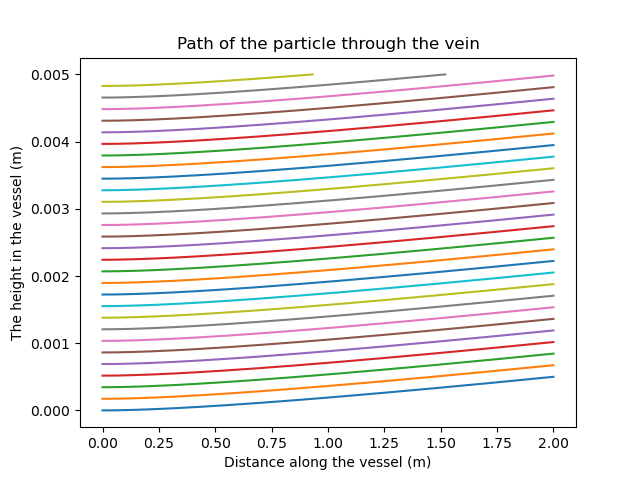 Path of the particle through the vein
The height in the vessel (m)
0.005
0.004
0.003
0.002
0.001
0.000
0.00 0.25 0.50 0.75 1.00 1.25 1.50 1.75 2.00
Distance along the vessel (m)